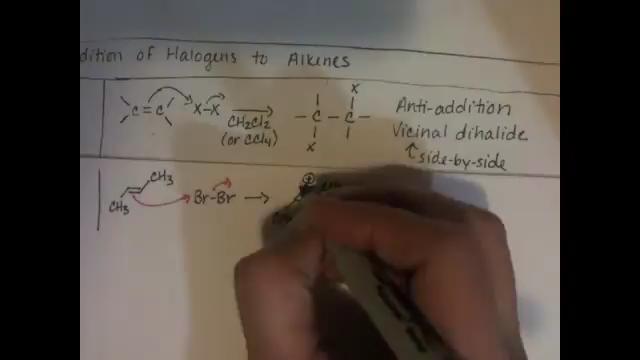 dition of Halogens to Alkenes
X
C=C X-X C - C
CH2Cl2
(or CCl4)
X
Anti-addition
Vicinal dihalide
↑ side-by-side
CH3
CH3 Br-Br →